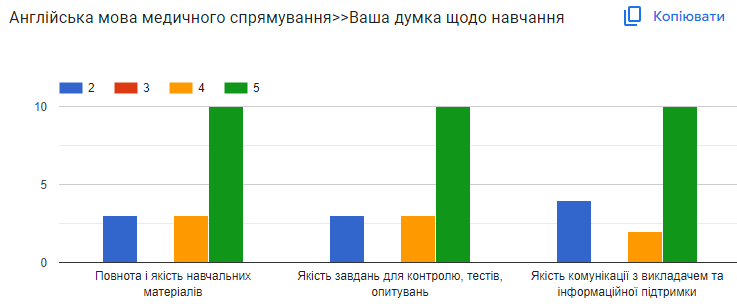 Англійська мова медичного спрямування>>Ваша думка щодо навчання
Копіювати
2 3 4 5
10
5
0
Повнота і якість навчальних
матеріалів
Якість завдань для контролю, тестів,
опитувань
Якість комунікації з викладачем та
інформаційної підтримки